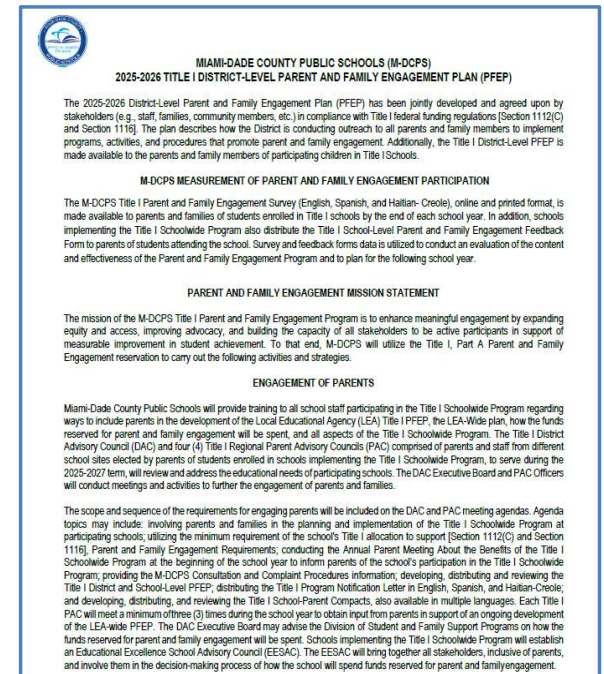 MIAMI-DADE COUNTY PUBLIC SCHOOLS (M-DCPS)
2025-2026 TITLE I DISTRICT-LEVEL PARENT AND FAMILY ENGAGEMENT PLAN (PFEP)
The 2025-2026 District-Level Parent and Family Engagement Plan (PFEP) has been jointly developed and agreed upon by
stakeholders (e.g., staff, families, community members, etc.) in compliance with Title I federal funding regulations [Section 1112(C)
and Section 1116]. The plan describes how the District is conducting outreach to all parents and family members to implement
programs, activities, and procedures that promote parent and family engagement. Additionally, the Title I District-Level PFEP is
made available to the parents and family members of participating children in Title I Schools.
M-DCPS MEASUREMENT OF PARENT AND FAMILY ENGAGEMENT PARTICIPATION
The M-DCPS Title I Parent and Family Engagement Survey (English, Spanish, and Haitian- Creole), online and printed format, is
made available to parents and families of students enrolled in Title I schools by the end of each school year. In addition, schools
implementing the Title I Schoolwide Program also distribute the Title I School-Level Parent and Family Engagement Feedback
Form to parents of students attending the school. Survey and feedback forms data is utilized to conduct an evaluation of the content
and effectiveness of the Parent and Family Engagement Program and to plan for the following school year.
PARENT AND FAMILY ENGAGEMENT MISSION STATEMENT
The mission of the M-DCPS Title I Parent and Family Engagement Program is to enhance meaningful engagement by expanding
equity and access, improving advocacy, and building the capacity of all stakeholders to be active participants in support of
measurable improvement in student achievement. To that end, M-DCPS will utilize the Title I, Part A Parent and Family
Engagement reservation to carry out the following activities and strategies.
ENGAGEMENT OF PARENTS
Miami-Dade County Public Schools will provide training to all school staff participating in the Title I Schoolwide Program regarding
ways to include parents in the development of the Local Educational Agency (LEA) Title I PFEP, the LEA-Wide plan, how the funds
reserved for parent and family engagement will be spent, and all aspects of the Title I Schoolwide Program. The Title I District
Advisory Council (DAC) and four (4) Title I Regional Parent Advisory Councils (PAC) comprised of parents and staff from different
school sites elected by parents of students enrolled in schools implementing the Title I Schoolwide Program, to serve during the
2025-2027 term, will review and address the educational needs of participating schools. The DAC Executive Board and PAC Officers
will conduct meetings and activities to further the engagement of parents and families.
The scope and sequence of the requirements for engaging parents will be included on the DAC and PAC meeting agendas. Agenda
topics may include: involving parents and families in the planning and implementation of the Title I Schoolwide Program at
participating schools; utilizing the minimum requirement of the school's Title I allocation to support [Section 1112(C) and Section
1116], Parent and Family Engagement Requirements; conducting the Annual Parent Meeting About the Benefits of the Title I
Schoolwide Program at the beginning of the school year to inform parents of the school's participation in the Title I Schoolwide
Program; providing the M-DCPS Consultation and Complaint Procedures information; developing, distributing and reviewing the
Title I District and School-Level PFEP; distributing the Title I Program Notification Letter in English, Spanish, and Haitian-Creole;
and developing, distributing, and reviewing the Title I School-Parent Compacts, also available in multiple languages. Each Title I
PAC will meet a minimum of three (3) times during the school year to obtain input from parents in support of an ongoing development
of the LEA-wide PFEP. The DAC Executive Board may advise the Division of Student and Family Support Programs on how the
funds reserved for parent and family engagement will be spent. Schools implementing the Title I Schoolwide Program will establish
an Educational Excellence School Advisory Council (EESAC). The EESAC will bring together all stakeholders, inclusive of parents,
and involve them in the decision-making process of how the school will spend funds reserved for parent and familyengagement.